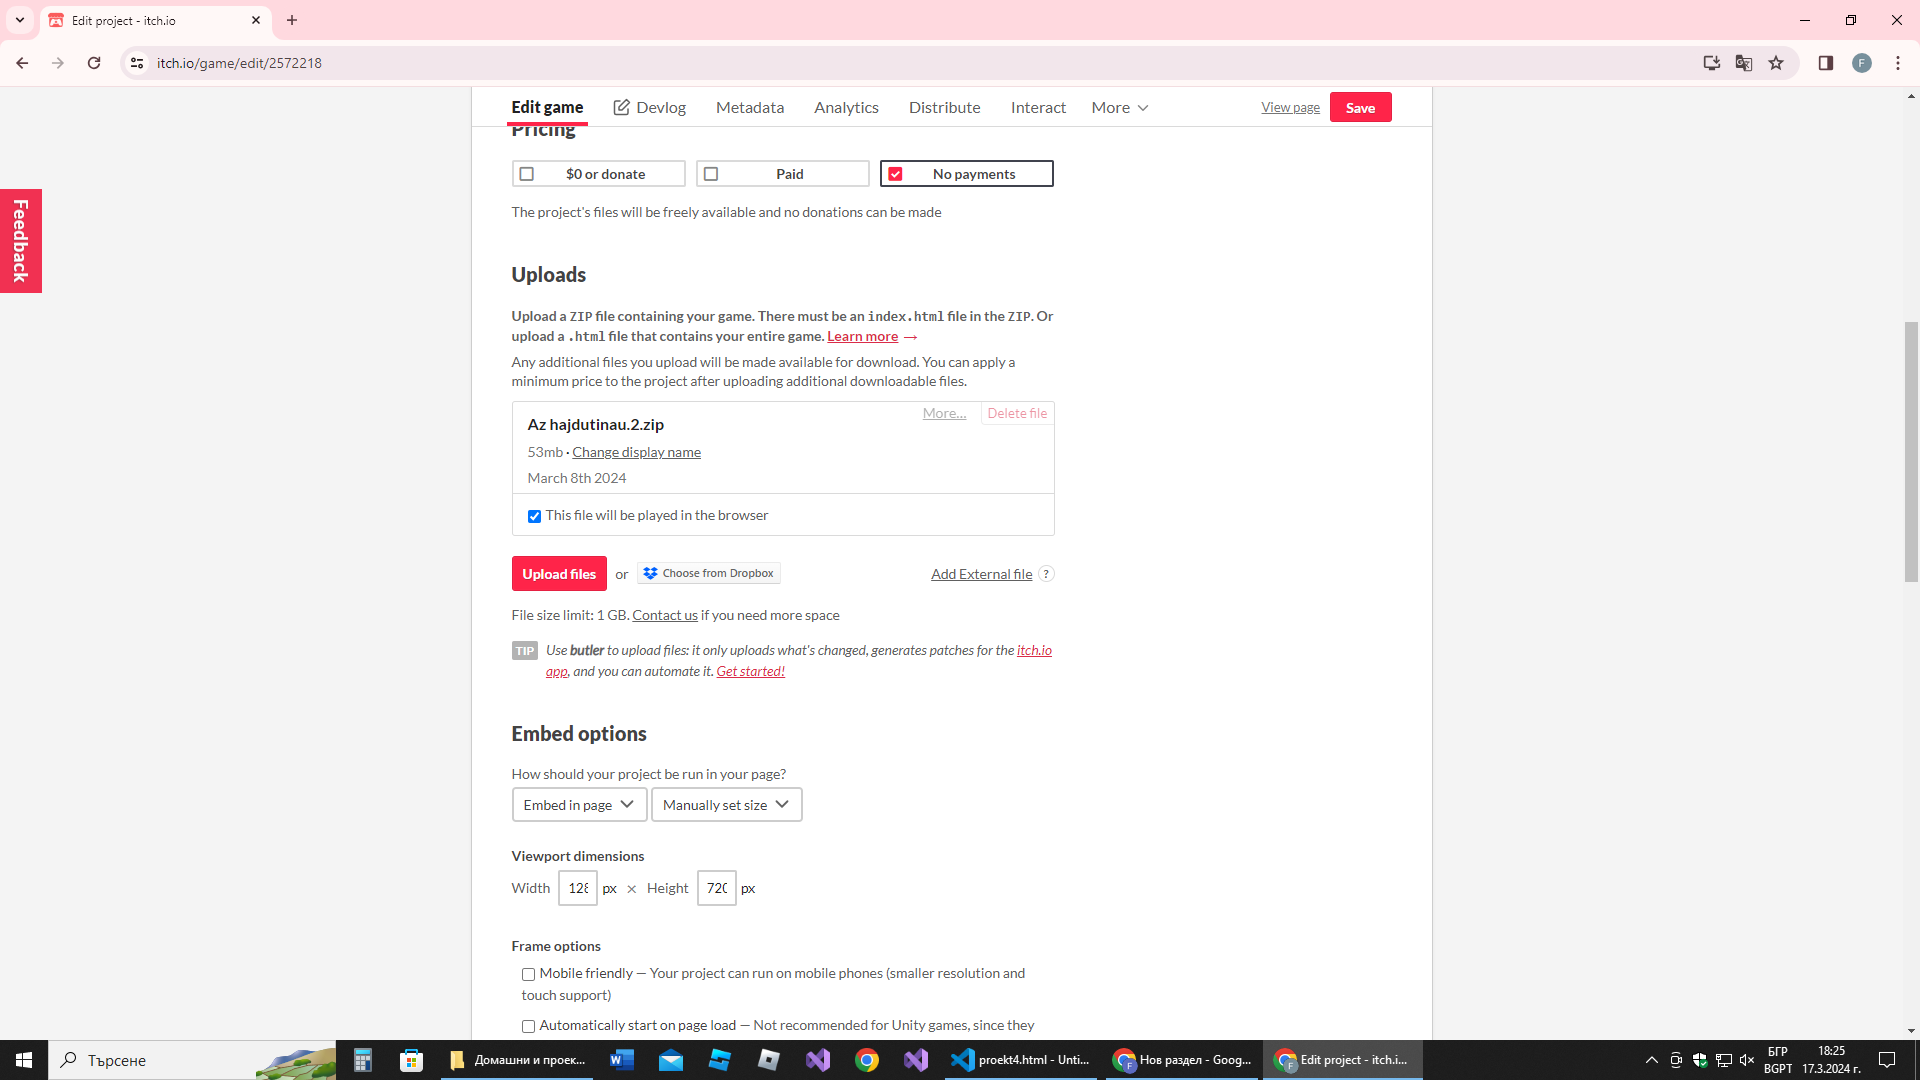 Edit project - itch.io
itch.io/game/edit/2572218
F
Edit game
Devlog
Metadata
Analytics
Distribute
Interact
More
View page
Save
Feedback
Pricing
$0 or donate
Paid
No payments
The project's files will be freely available and no donations can be made
Uploads
Upload a ZIP file containing your game. There must be an index.html file in the ZIP. Or
upload a .html file that contains your entire game. Learn more →
Any additional files you upload will be made available for download. You can apply a
minimum price to the project after uploading additional downloadable files.
Az hajdutinau.2.zip
More...
Delete file
53mb · Change display name
March 8th 2024
This file will be played in the browser
Upload files
or
Choose from Dropbox
Add External file
?
File size limit: 1 GB. Contact us if you need more space
TIP
Use butler to upload files: it only uploads what's changed, generates patches for the itch.io
app, and you can automate it. Get started!
Embed options
How should your project be run in your page?
Embed in page
Manually set size
Viewport dimensions
Width 128 px × Height 720 px
Frame options
Mobile friendly — Your project can run on mobile phones (smaller resolution and
touch support)
Automatically start on page load — Not recommended for Unity games, since they
Търсене
Домашни и проек...
proekt4.html - Unti...
Нов раздел - Goog...
Edit project - itch.i...
БГР
BGPT
18:25
17.3.2024 г.